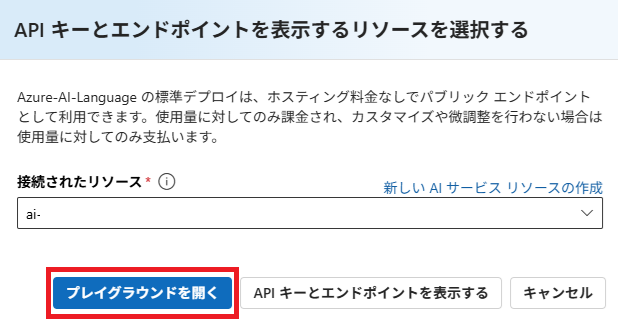 API キーとエンドポイントを表示するリソースを選択する
Azure-AI-Language の標準デプロイは、ホスティング料金なしでパブリック エンドポイント
として利用できます。使用量に対してのみ課金され、カスタマイズや微調整を行わない場合は
使用量に対してのみ支払います。
接続されたリソース *
新しい AI サービス リソースの作成
ai-
プレイグラウンドを開く API キーとエンドポイントを表示する キャンセル